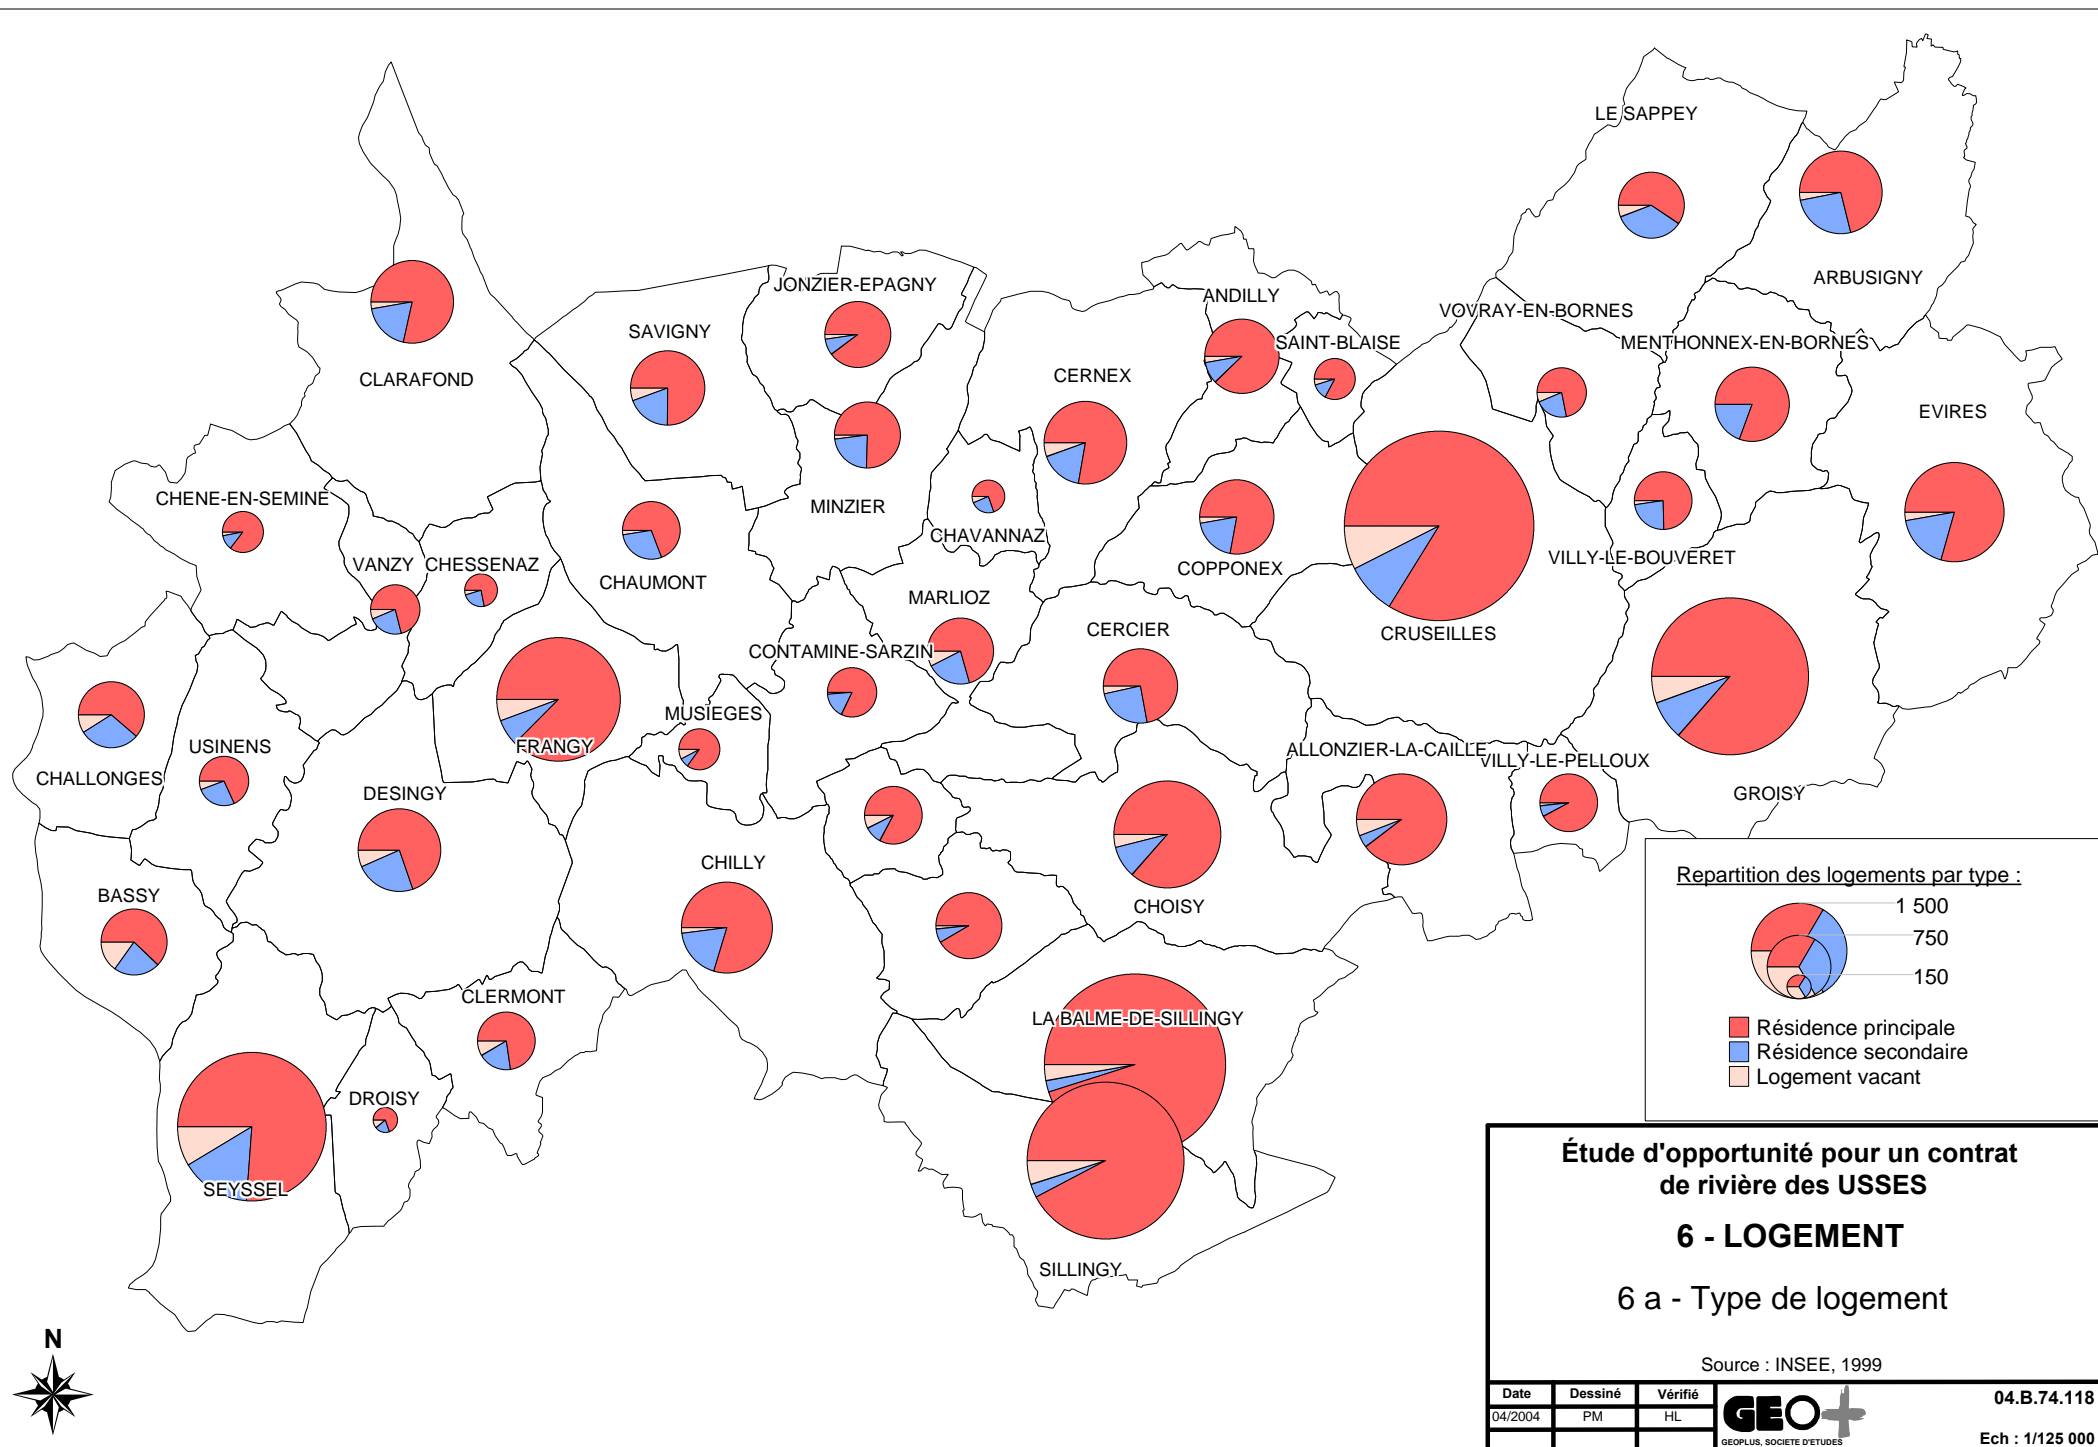 LE SAPPEY
ARBUSIGNY
JONZIER-EPAGNY
ANDILLY
VOVRAY-EN-BORNES
SAVIGNY
SAINT-BLAISE
MENTHONNEX-EN-BORNES
CLARAFOND
CERNEX
EVIRES
CHENE-EN-SEMINE
MINZIER
CHAVANNAZ
VANZY
CHESSENAZ
CHAUMONT
COPPONEX
VILLY-LE-BOUVERET
MARLIOZ
CERCIER
CRUSEILLES
CONTAMINE-SARZIN
MUSIEGES
FRANGY
USINENS
CHALLONGES
ALLONZIER-LA-CAILLE
VILLY-LE-PELLOUX
DESINGY
GROISY
CHILLY
BASSY
CHOISY
CLERMONT
LA BALME-DE-SILLINGY
DROISY
SEYSSEL
SILLINGY
N
Repartition des logements par type :
1 500
750
150
Résidence principale
Résidence secondaire
Logement vacant
Étude d'opportunité pour un contrat
de rivière des USSES
6 - LOGEMENT
6 a - Type de logement
Source : INSEE, 1999
Date Dessiné Vérifié
04/2004 PM HL
GEO+
GEOPLUS, SOCIETE D'ETUDES
04.B.74.118
Ech : 1/125 000